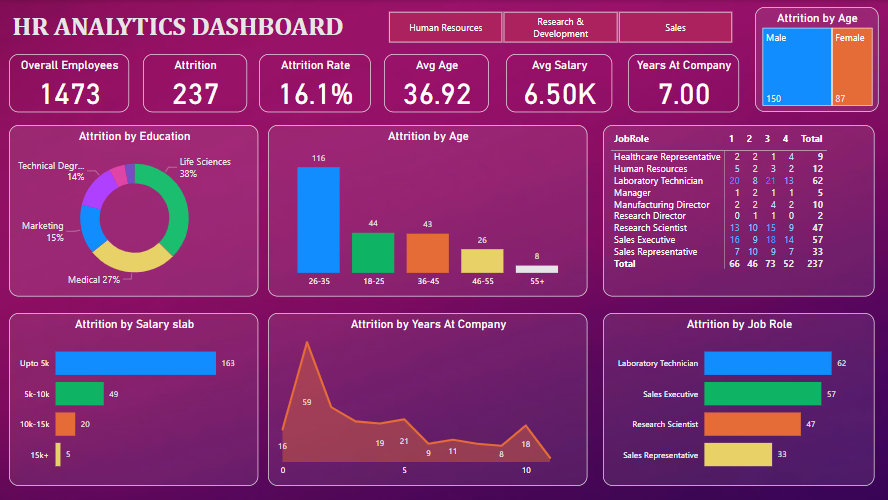 HR ANALYTICS DASHBOARD
Human Resources
Research &
Development
Sales
Attrition by Age
Male
Female
150
87
Overall Employees
1473
Attrition
237
Attrition Rate
16.1%
Avg Age
36.92
Avg Salary
6.50K
Years At Company
7.00
Attrition by Education
Technical Degr...
14%
Life Sciences
38%
Marketing
15%
Medical 27%
Attrition by Age
116
44
43
26
8
26-35 18-25 36-45 46-55 55+
JobRole 1 2 3 4 Total
Healthcare Representative 2 2 1 4 9
Human Resources 5 2 3 2 12
Laboratory Technician 20 8 21 13 62
Manager 1 2 1 1 5
Manufacturing Director 2 2 4 2 10
Research Director 0 1 1 0 2
Research Scientist 13 10 15 9 47
Sales Executive 16 9 18 14 57
Sales Representative 7 10 9 7 33
Total 66 46 73 52 237
Attrition by Salary slab
Upto 5k 163
5k-10k 49
10k-15k 20
15k+ 5
Attrition by Years At Company
59
16
19
21
9
11
8
18
0 5 10
Attrition by Job Role
Laboratory Technician 62
Sales Executive 57
Research Scientist 47
Sales Representative 33